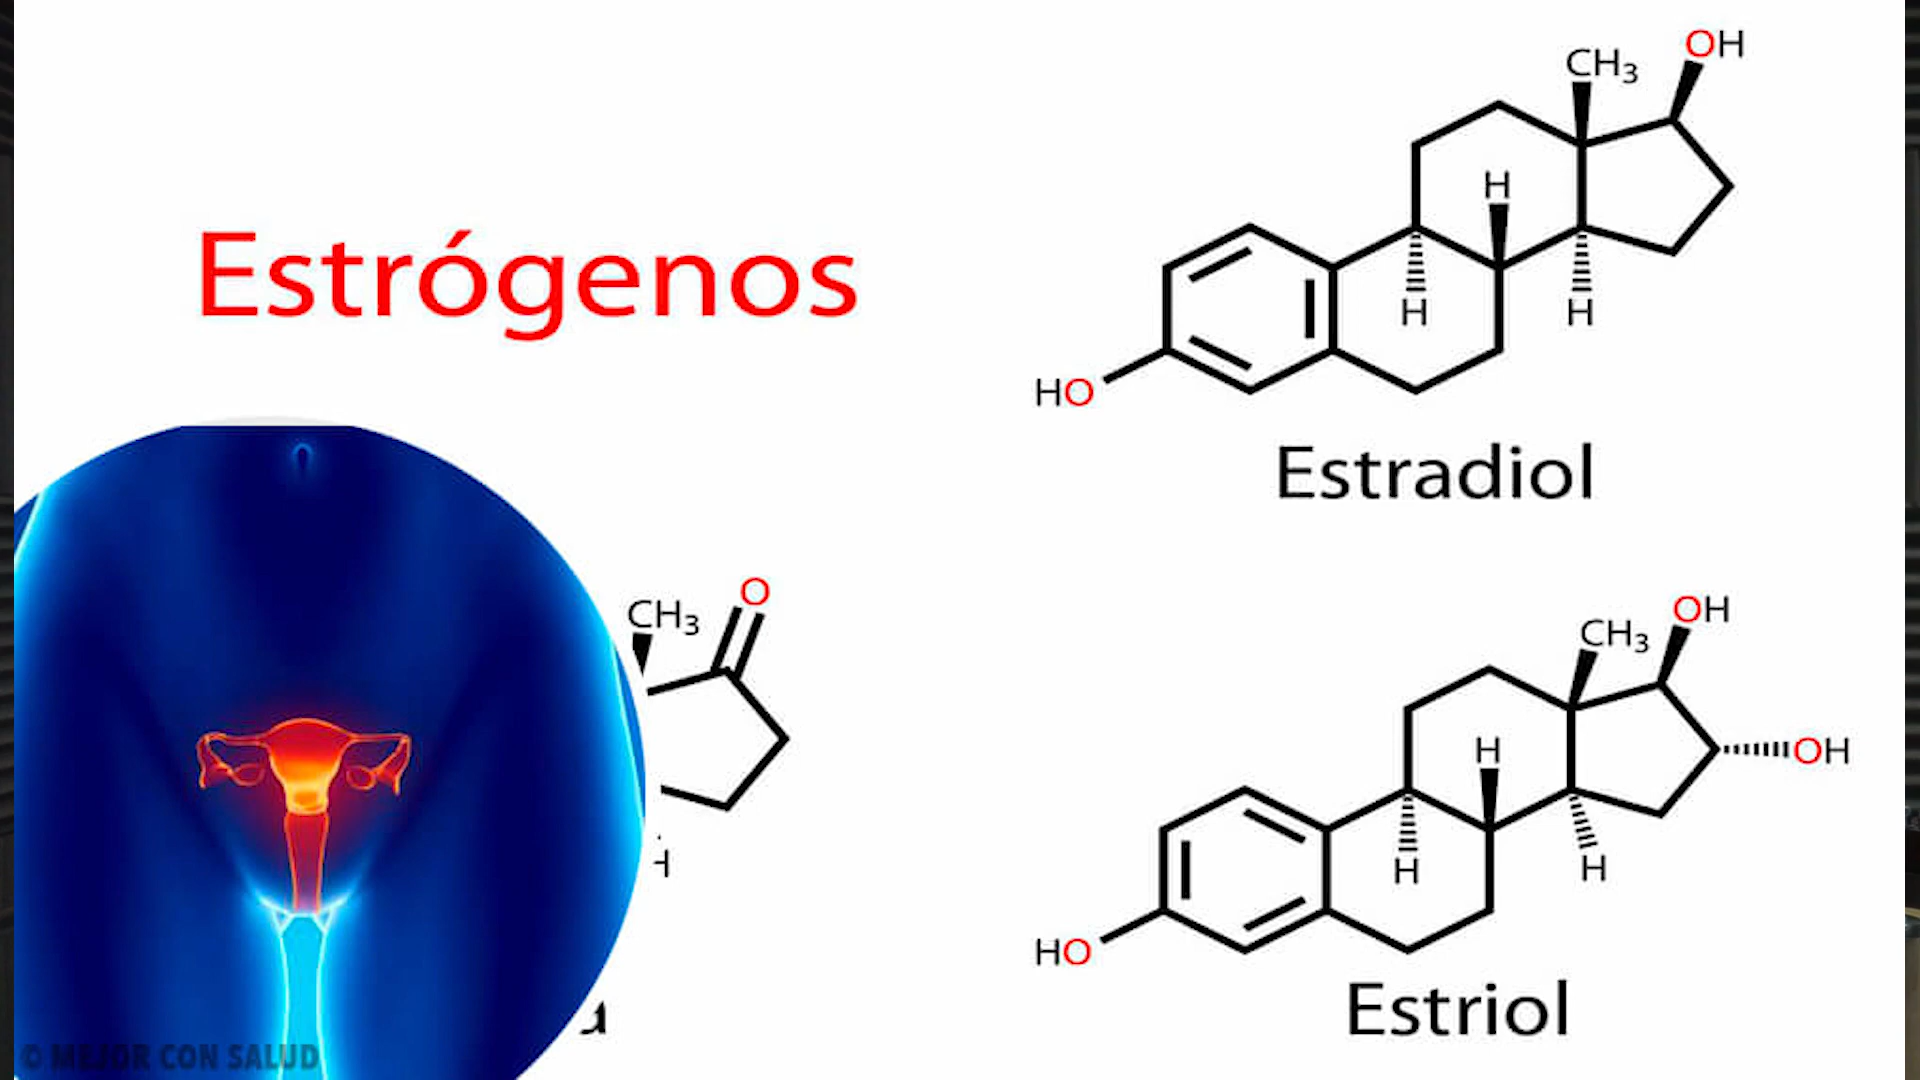 Estrógenos
CH3
OH
H
H
H
HO
Estradiol
CH3
O
H
a
CH3
OH
OH
H
H
H
HO
Estriol
© MEJOR CON SALUD